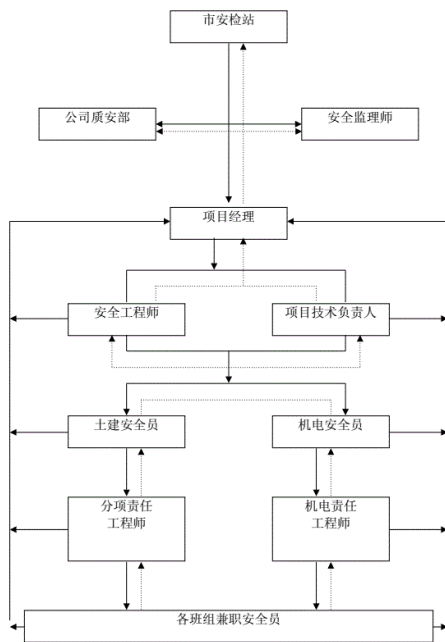 市安检站
公司质安部
安全监理师
项目经理
安全工程师
项目技术负责人
土建安全员
机电安全员
分项责任
工程师
机电责任
工程师
各班组兼职安全员